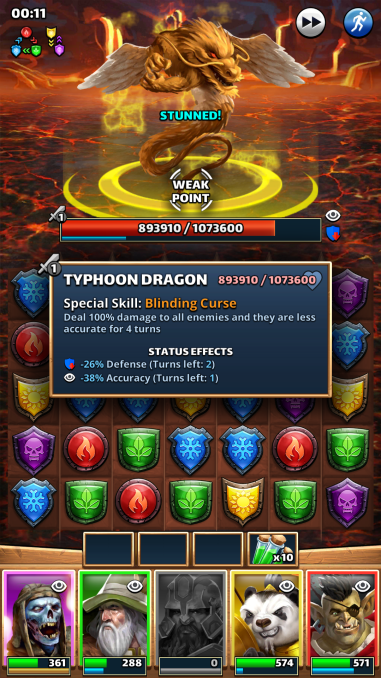 00:11
STUNNED!
WEAK
POINT
1
893910 / 1073600
1
TYPHOON DRAGON 893910 / 1073600
Special Skill: Blinding Curse
Deal 100% damage to all enemies and they are less
accurate for 4 turns
STATUS EFFECTS
-26% Defense (Turns left: 2)
-38% Accuracy (Turns left: 1)
x10
361 288 0 574 571